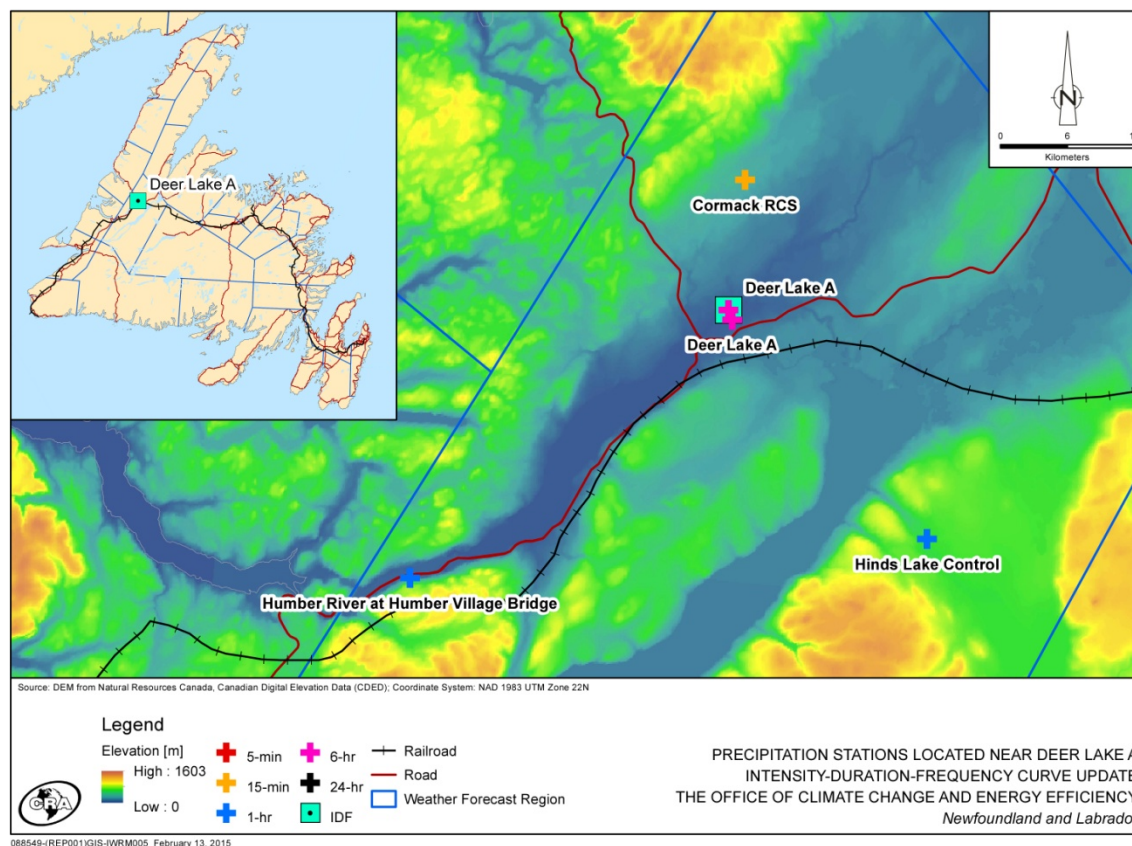 Deer Lake A
N
0 6 1
Kilometers
Cormack RCS
Deer Lake A
Deer Lake A
Hinds Lake Control
Humber River at Humber Village Bridge
Source: DEM from Natural Resources Canada, Canadian Digital Elevation Data (CDED); Coordinate System: NAD 1983 UTM Zone 22N
Legend
Elevation [m]
High : 1603
Low : 0
5-min
15-min
1-hr
6-hr
24-hr
IDF
Railroad
Road
Weather Forecast Region
CRA
PRECIPITATION STATIONS LOCATED NEAR DEER LAKE A
INTENSITY-DURATION-FREQUENCY CURVE UPDATE
THE OFFICE OF CLIMATE CHANGE AND ENERGY EFFICIENCY
Newfoundland and Labrado
088549-(REP001)GIS-IWRM005 February 13, 2015